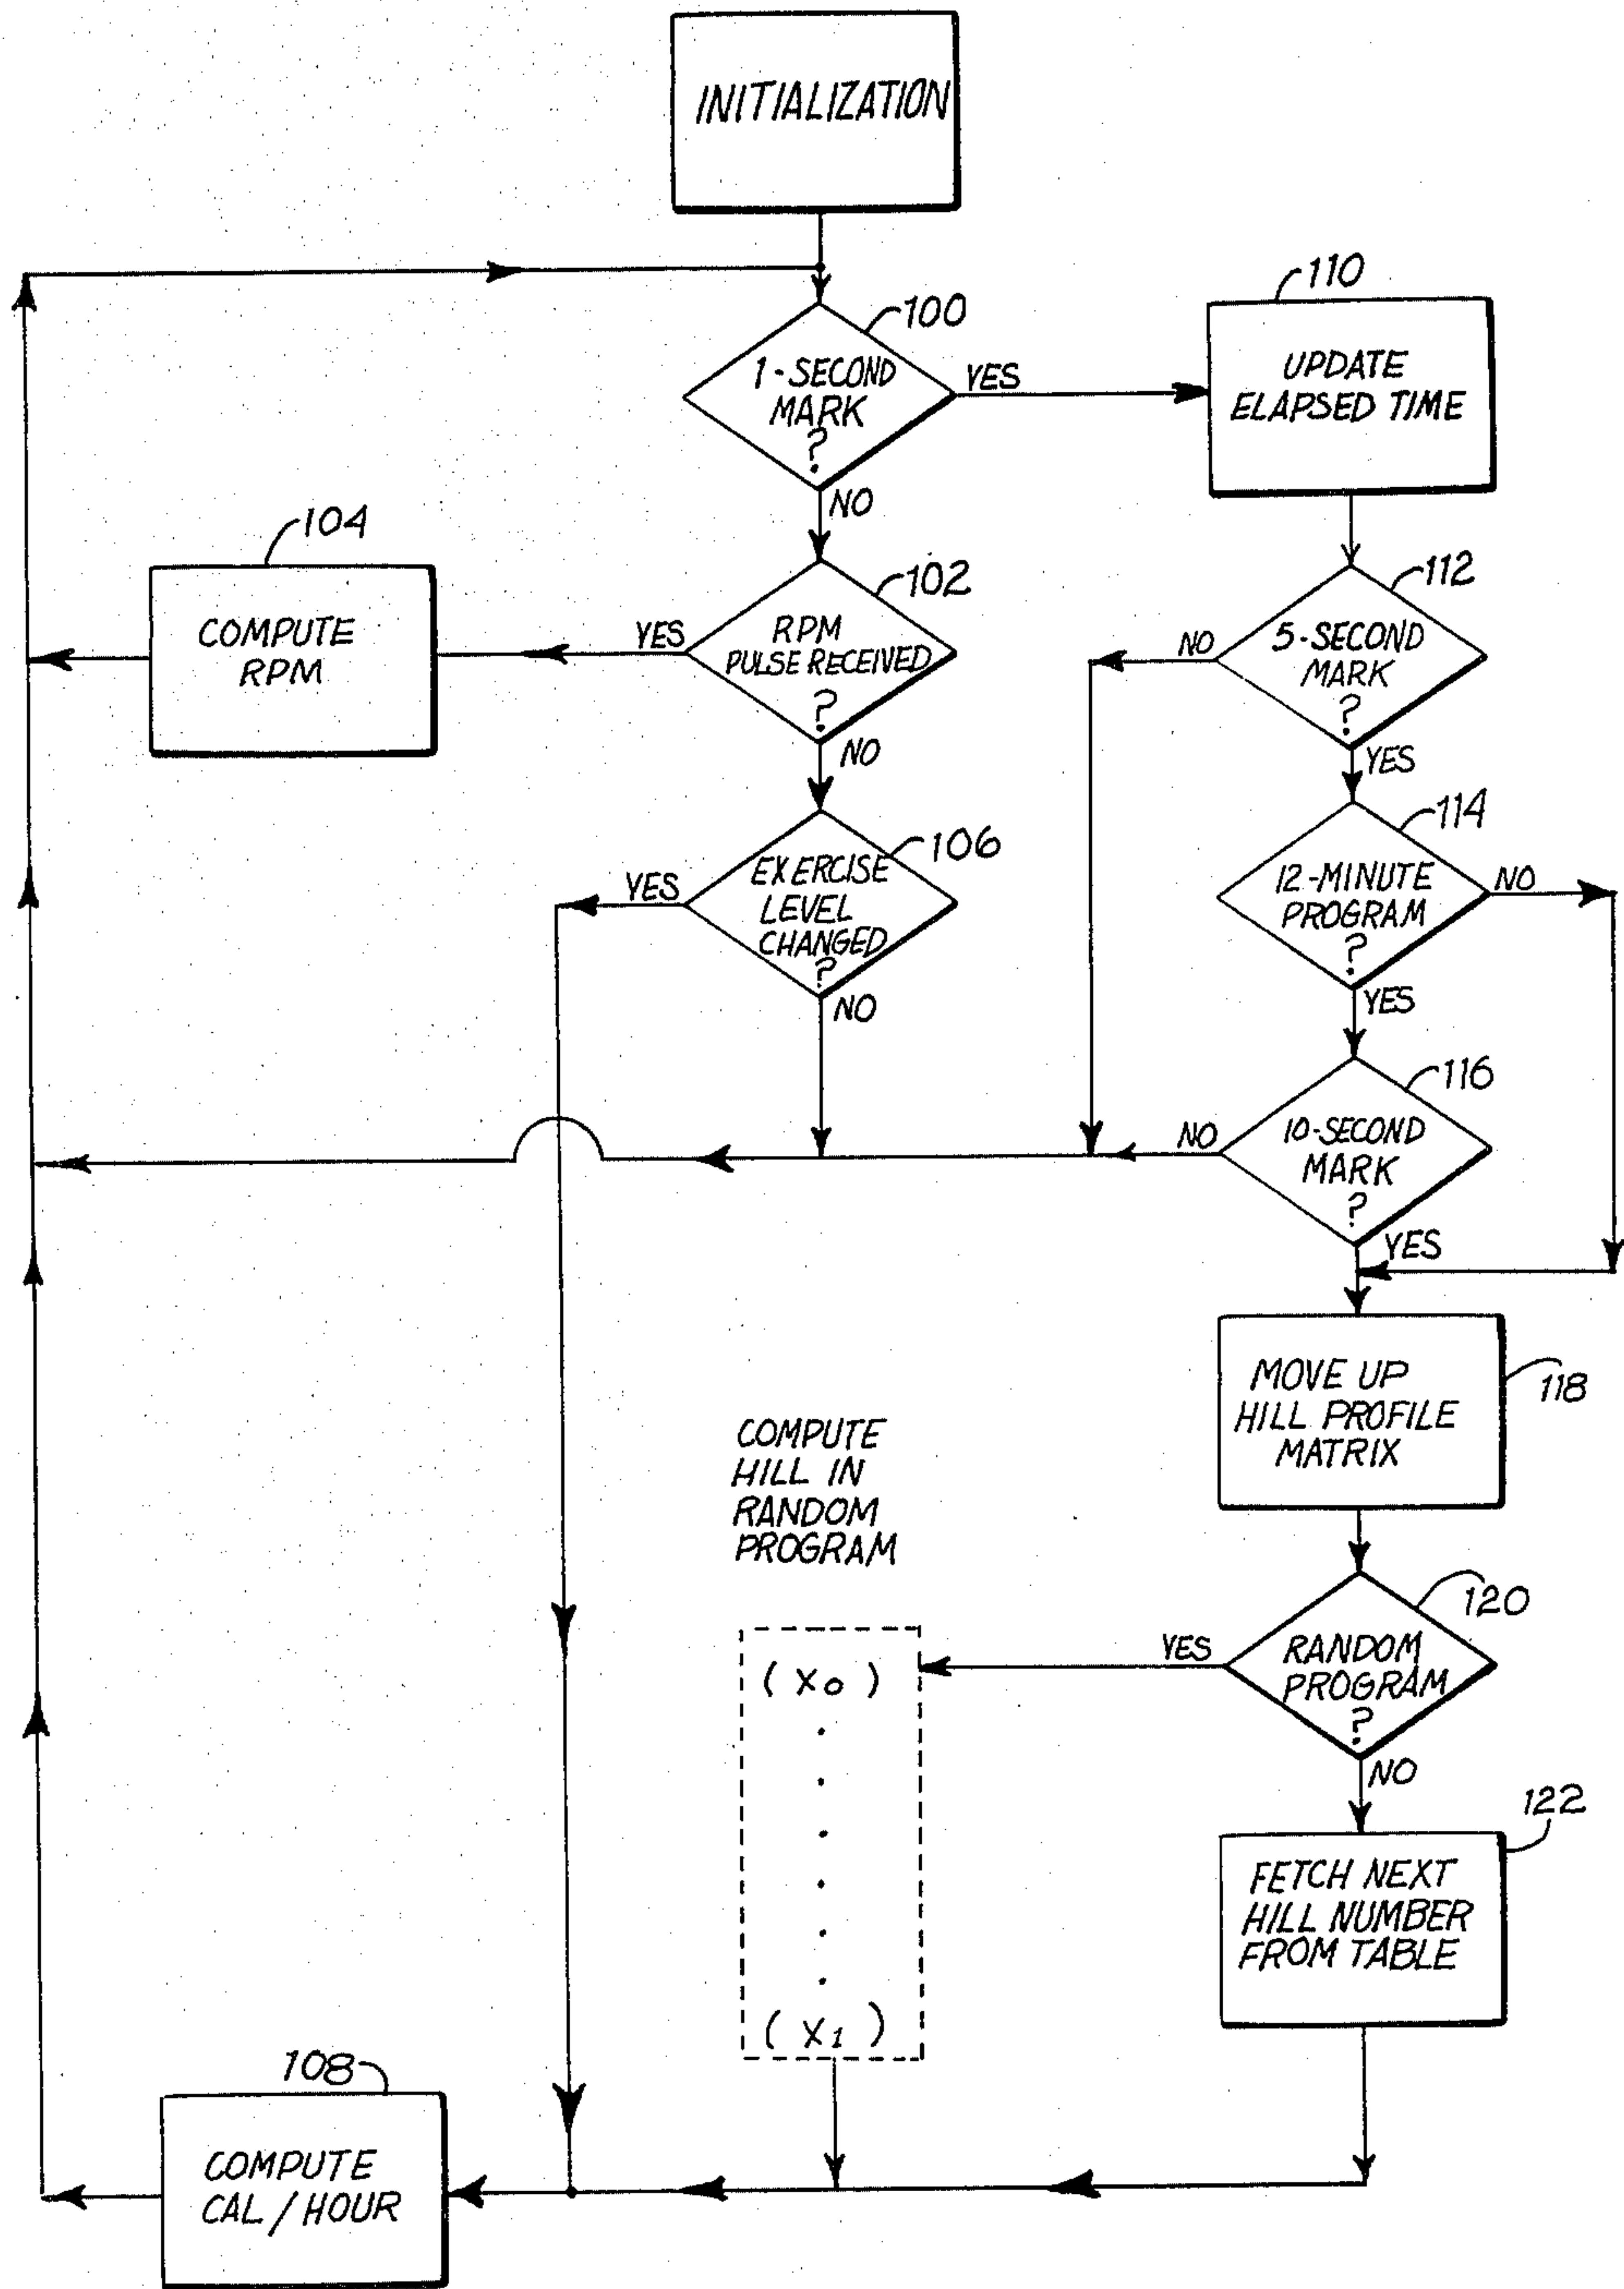 INITIALIZATION
100
1-SECOND
MARK
?
YES
NO
110
UPDATE
ELAPSED TIME
104
COMPUTE
RPM
YES
102
RPM
PULSE RECEIVED
?
NO
112
NO
5-SECOND
MARK
?
YES
106
YES
EXERCISE
LEVEL
CHANGED
?
NO
114
12-MINUTE
PROGRAM
?
NO
YES
116
NO
10-SECOND
MARK
?
YES
118
MOVE UP
HILL PROFILE
MATRIX
COMPUTE
HILL IN
RANDOM
PROGRAM
120
YES
RANDOM
PROGRAM
?
NO
(X0)
.
.
.
.
.
.
(X1)
122
FETCH NEXT
HILL NUMBER
FROM TABLE
108
COMPUTE
CAL/HOUR